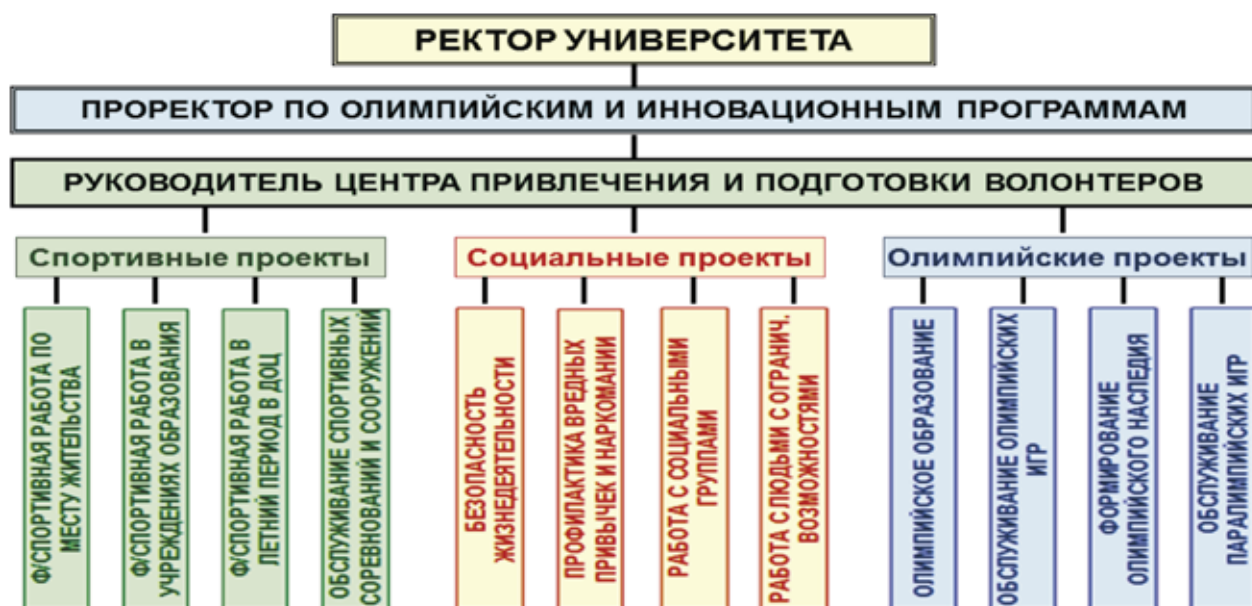 РЕКТОР УНИВЕРСИТЕТА
ПРОРЕКТОР ПО ОЛИМПИЙСКИМ И ИННОВАЦИОННЫМ ПРОГРАММАМ
РУКОВОДИТЕЛЬ ЦЕНТРА ПРИВЛЕЧЕНИЯ И ПОДГОТОВКИ ВОЛОНТЕРОВ
Спортивные проекты
Ф/СПОРТИВНАЯ РАБОТА ПО
МЕСТУ ЖИТЕЛЬСТВА
Ф/СПОРТИВНАЯ РАБОТА В
УЧРЕЖДЕНИЯХ ОБРАЗОВАНИЯ
Ф/СПОРТИВНАЯ РАБОТА В
ЛЕТНИЙ ПЕРИОД В ДОЦ
ОБСЛУЖИВАНИЕ СПОРТИВНЫХ
СОРЕВНОВАНИЙ И СООРУЖЕНИЙ
Социальные проекты
БЕЗОПАСНОСТЬ
ЖИЗНЕДЕЯТЕЛЬНОСТИ
ПРОФИЛАКТИКА ВРЕДНЫХ
ПРИВЫЧЕК И НАРКОМАНИИ
РАБОТА С СОЦИАЛЬНЫМИ
ГРУППАМИ
РАБОТА С ЛЮДЬМИ С ОГРАНИЧ.
ВОЗМОЖНОСТЯМИ
Олимпийские проекты
ОЛИМПИЙСКОЕ ОБРАЗОВАНИЕ
ОБСЛУЖИВАНИЕ ОЛИМПИЙСКИХ
ИГР
ФОРМИРОВАНИЕ
ОЛИМПИЙСКОГО НАСЛЕДИЯ
ОБСЛУЖИВАНИЕ
ПАРАЛИМПИЙСКИХ ИГР